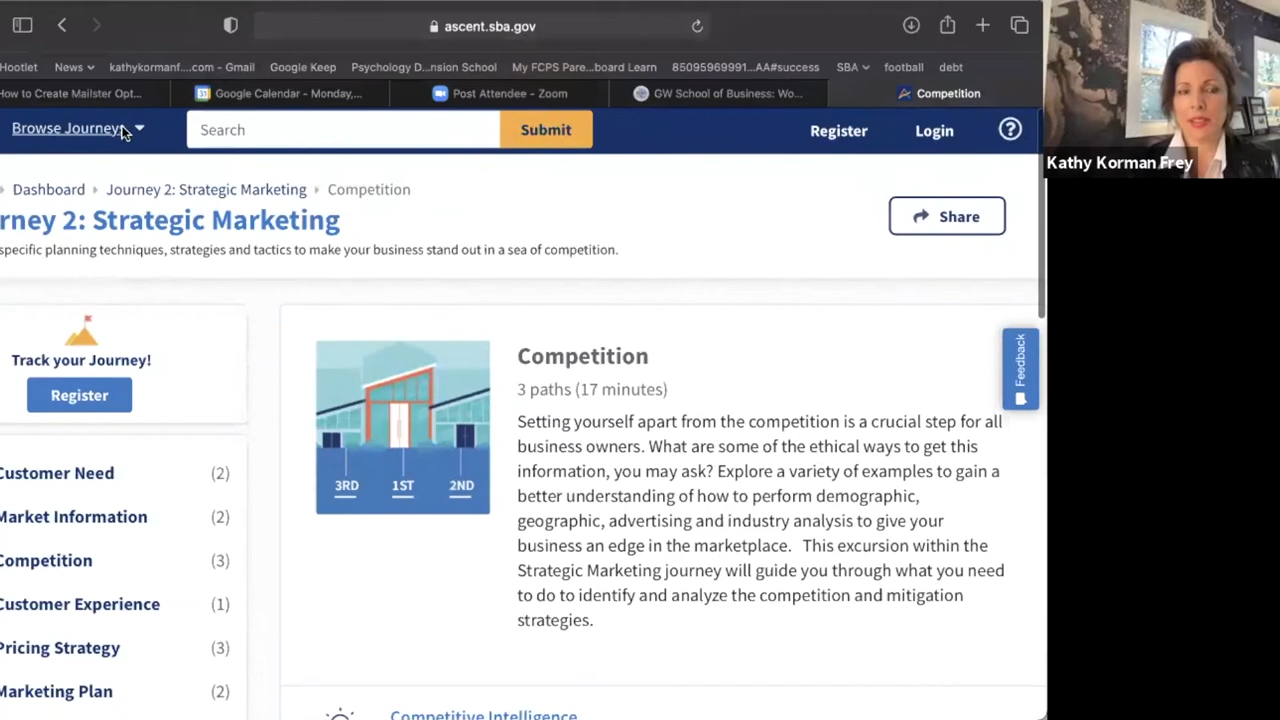 ascent.sba.gov
Hootlet News kathykormanf....com - Gmail Google Keep Psychology D...nsion School My FCPS Pare...board Learn 85095969991...AA#success SBA football debt
How to Create Mailster Opt... Google Calendar - Monday,... Post Attendee - Zoom GW School of Business: Wo... Competition
Browse Journeys Search Submit Register Login ?
Dashboard Journey 2: Strategic Marketing Competition
rney 2: Strategic Marketing
Share
specific planning techniques, strategies and tactics to make your business stand out in a sea of competition.
Track your Journey!
Register
Customer Need (2)
Market Information (2)
Competition (3)
Customer Experience (1)
Pricing Strategy (3)
Marketing Plan (2)
3RD 1ST 2ND
Competition
3 paths (17 minutes)
Setting yourself apart from the competition is a crucial step for all
business owners. What are some of the ethical ways to get this
information, you may ask? Explore a variety of examples to gain a
better understanding of how to perform demographic,
geographic, advertising and industry analysis to give your
business an edge in the marketplace. This excursion within the
Strategic Marketing journey will guide you through what you need
to do to identify and analyze the competition and mitigation
strategies.
Competitive Intelligence
Feedback
Kathy Korman Frey